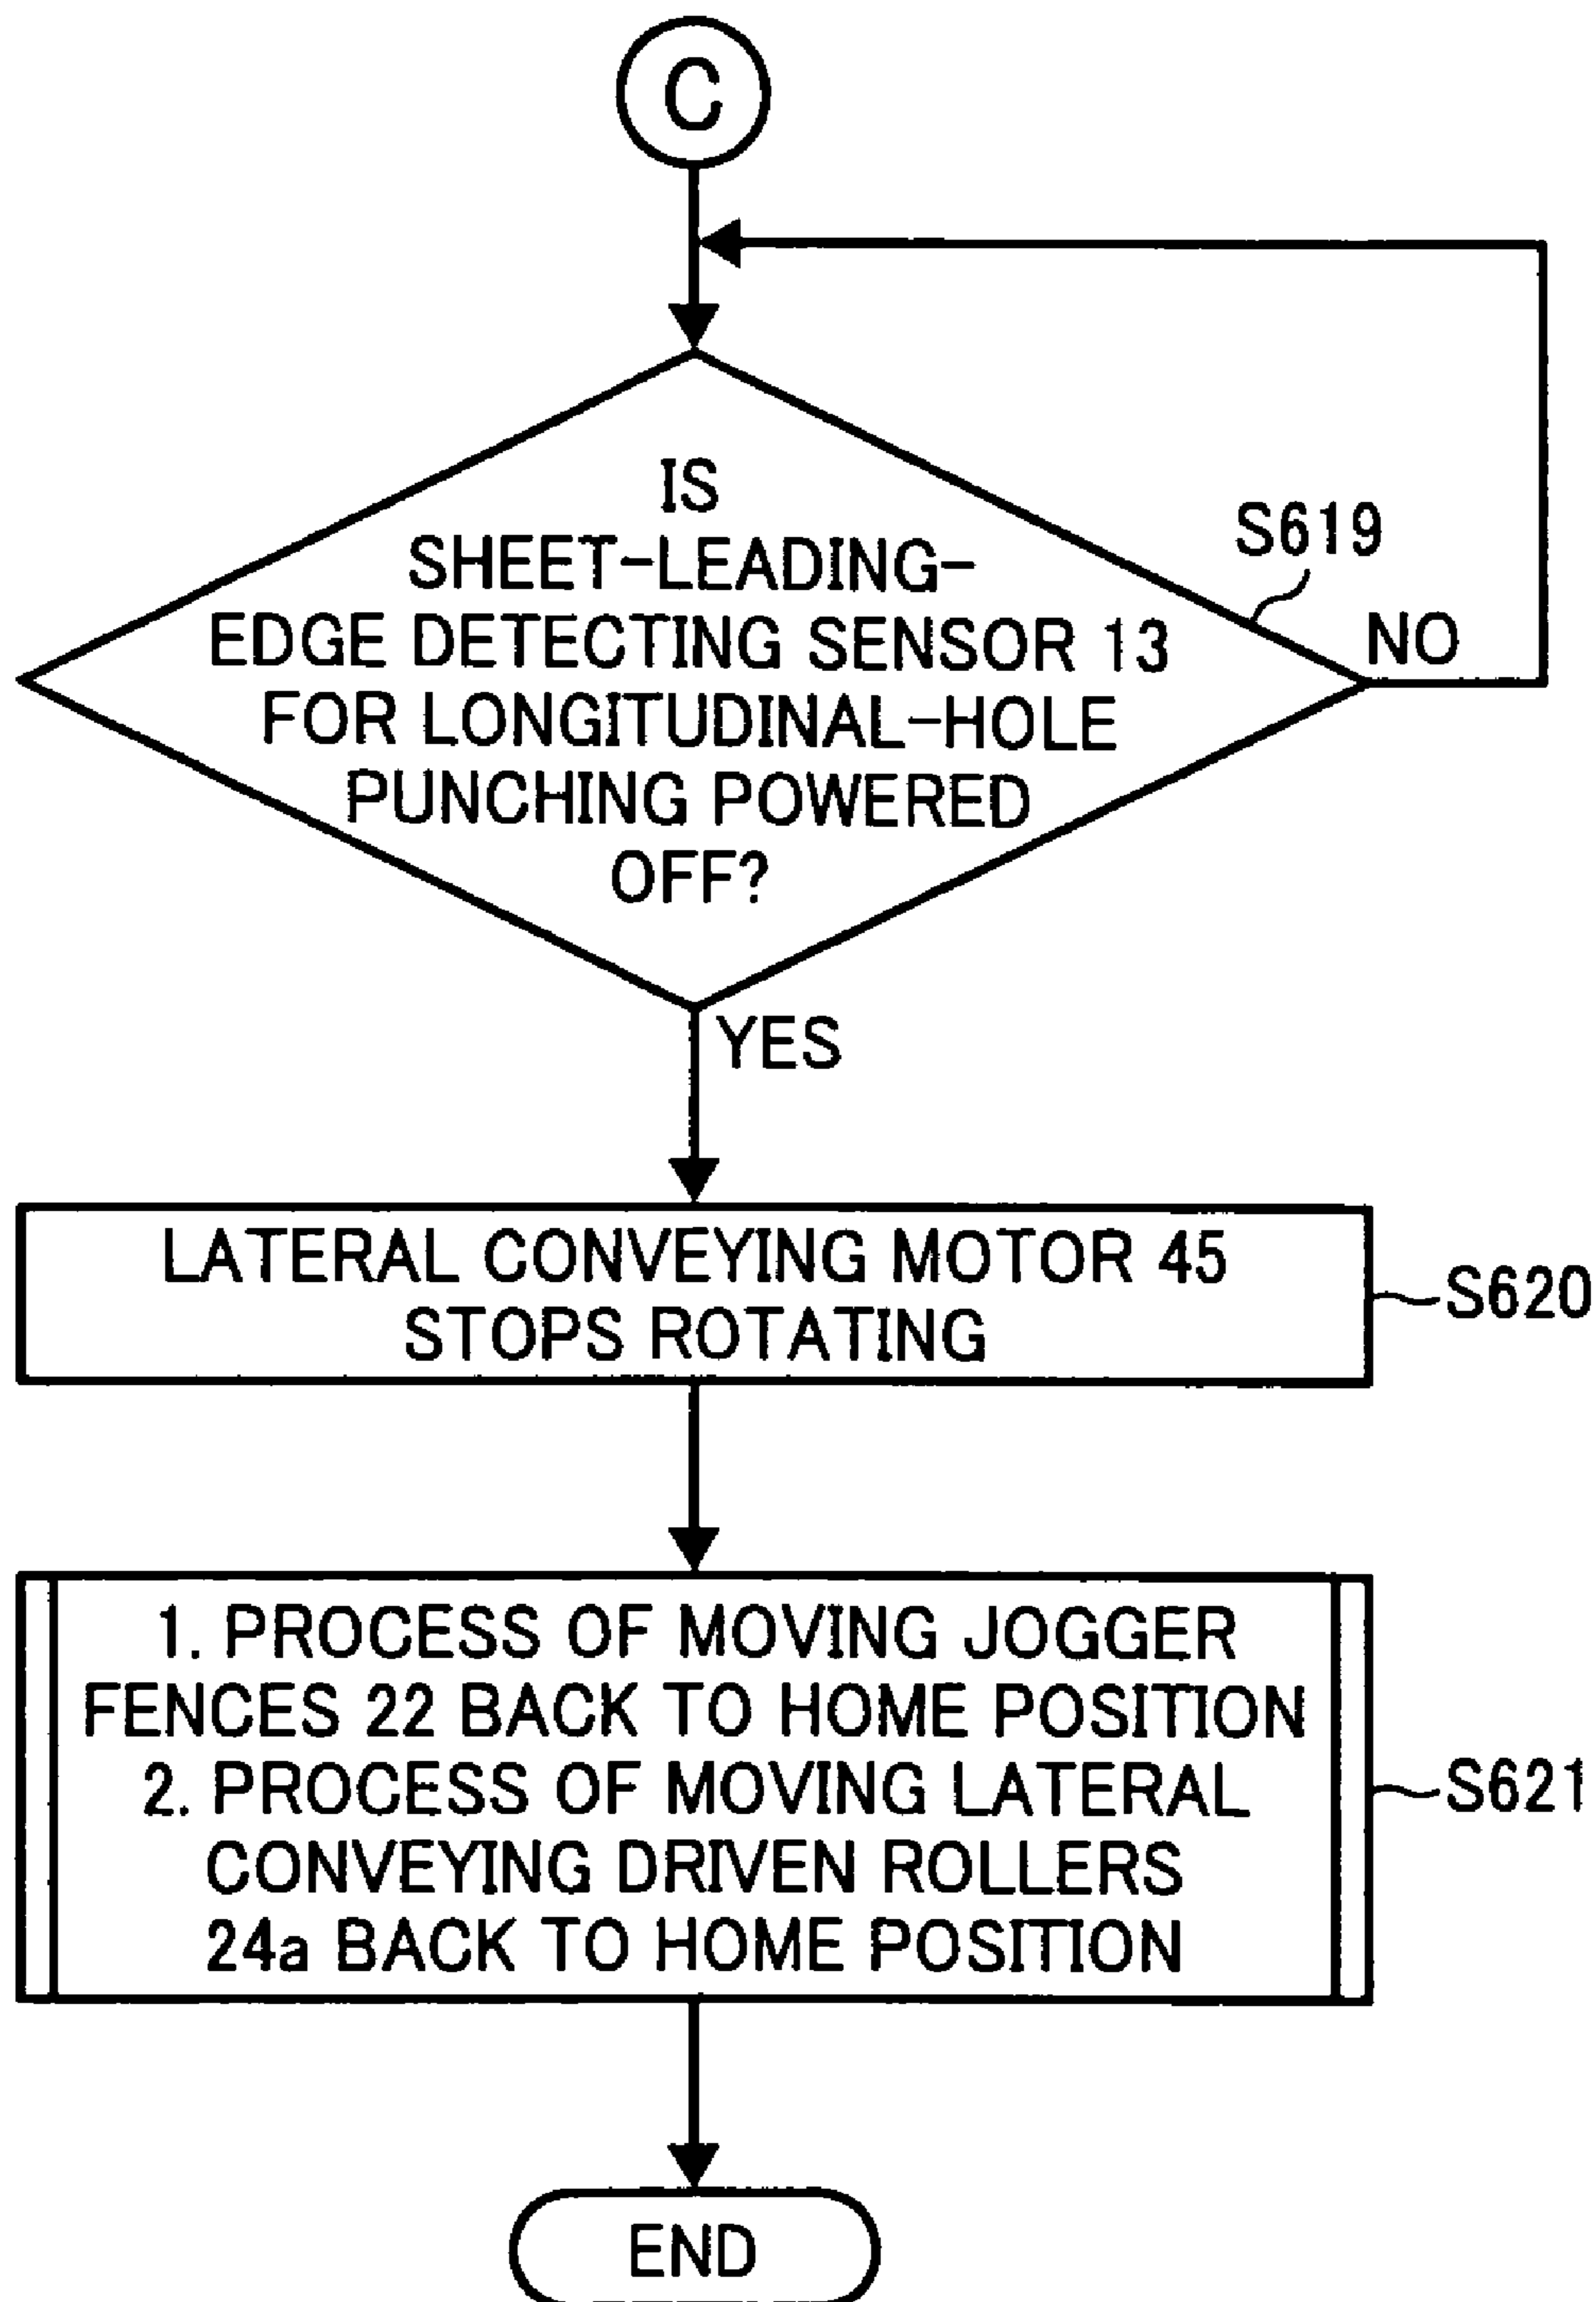 C
IS
SHEET-LEADING-
EDGE DETECTING SENSOR 13
FOR LONGITUDINAL-HOLE
PUNCHING POWERED
OFF?
S619
NO
YES
LATERAL CONVEYING MOTOR 45
STOPS ROTATING
S620
1. PROCESS OF MOVING JOGGER
FENCES 22 BACK TO HOME POSITION
2. PROCESS OF MOVING LATERAL
CONVEYING DRIVEN ROLLERS
24a BACK TO HOME POSITION
S621
END